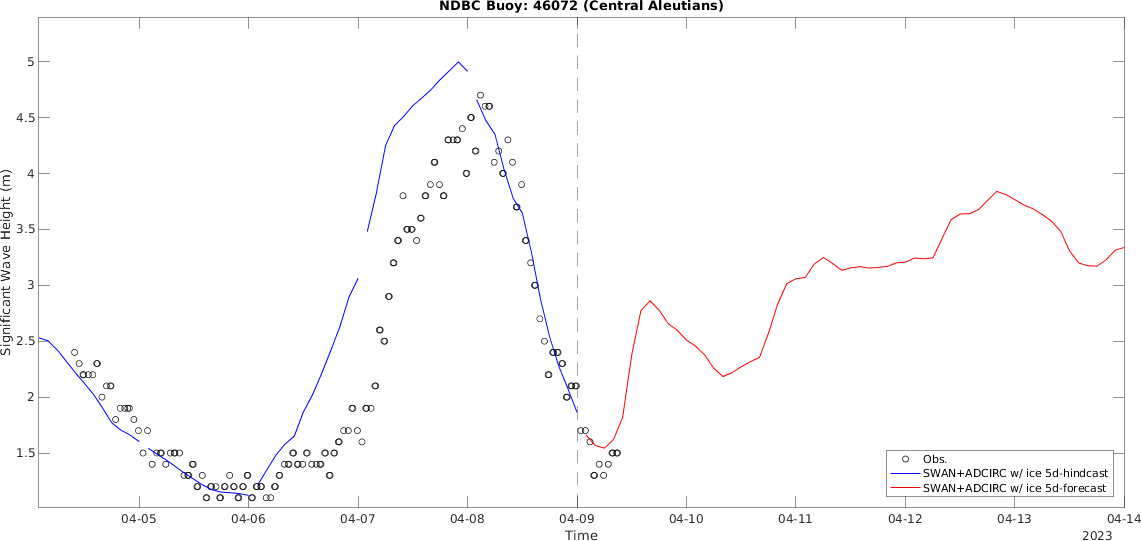 NDBC Buoy: 46072 (Central Aleutians)
5
4.5
4
3.5
3
2.5
2
1.5
Significant Wave Height (m)
Obs.
SWAN+ADCIRC w/ ice 5d-hindcast
SWAN+ADCIRC w/ ice 5d-forecast
04-05 04-06 04-07 04-08 04-09 04-10 04-11 04-12 04-13 04-14
Time
2023